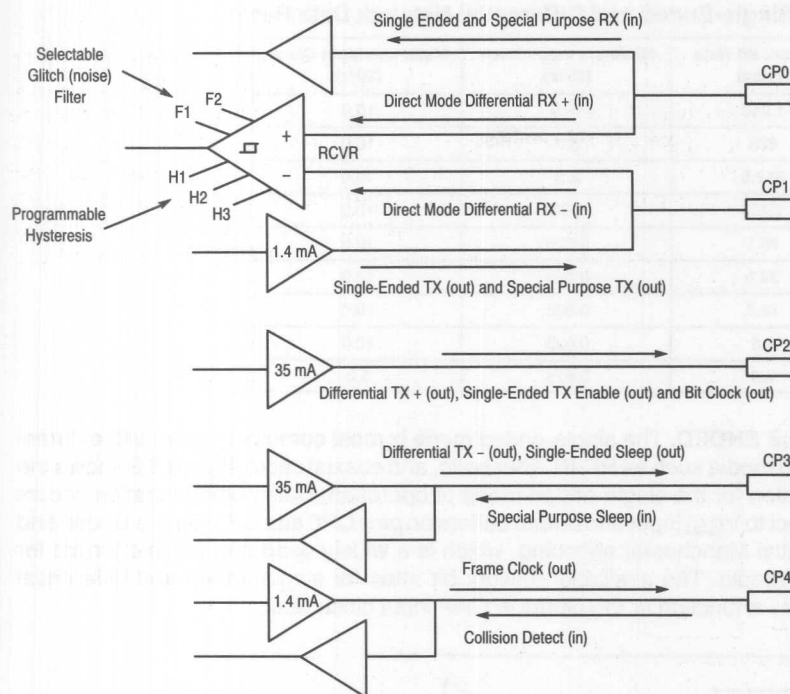 Single Ended and Special Purpose RX (in)
Selectable
Glitch (noise)
Filter
CP0
F2
F1
Direct Mode Differential RX + (in)
+
RCVR
–
H1
H2
H3
CP1
Direct Mode Differential RX – (in)
Programmable
Hysteresis
1.4 mA
Single-Ended TX (out) and Special Purpose TX (out)
CP2
35 mA
Differential TX + (out), Single-Ended TX Enable (out) and Bit Clock (out)
Differential TX – (out), Single-Ended Sleep (out)
CP3
35 mA
Special Purpose Sleep (in)
Frame Clock (out)
CP4
1.4 mA
Collision Detect (in)